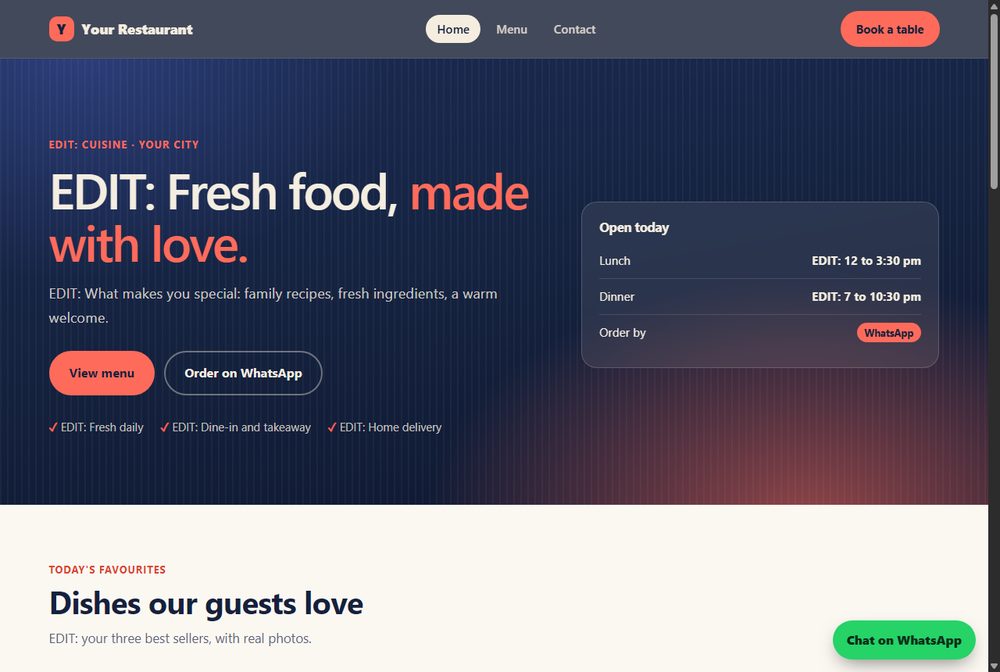 Y Your Restaurant
Home
Menu
Contact
Book a table
EDIT: CUISINE · YOUR CITY
EDIT: Fresh food, made
with love.
EDIT: What makes you special: family recipes, fresh ingredients, a warm
welcome.
View menu
Order on WhatsApp
✓ EDIT: Fresh daily
✓ EDIT: Dine-in and takeaway
✓ EDIT: Home delivery
Open today
Lunch EDIT: 12 to 3:30 pm
Dinner EDIT: 7 to 10:30 pm
Order by WhatsApp
TODAY'S FAVOURITES
Dishes our guests love
EDIT: your three best sellers, with real photos.
Chat on WhatsApp